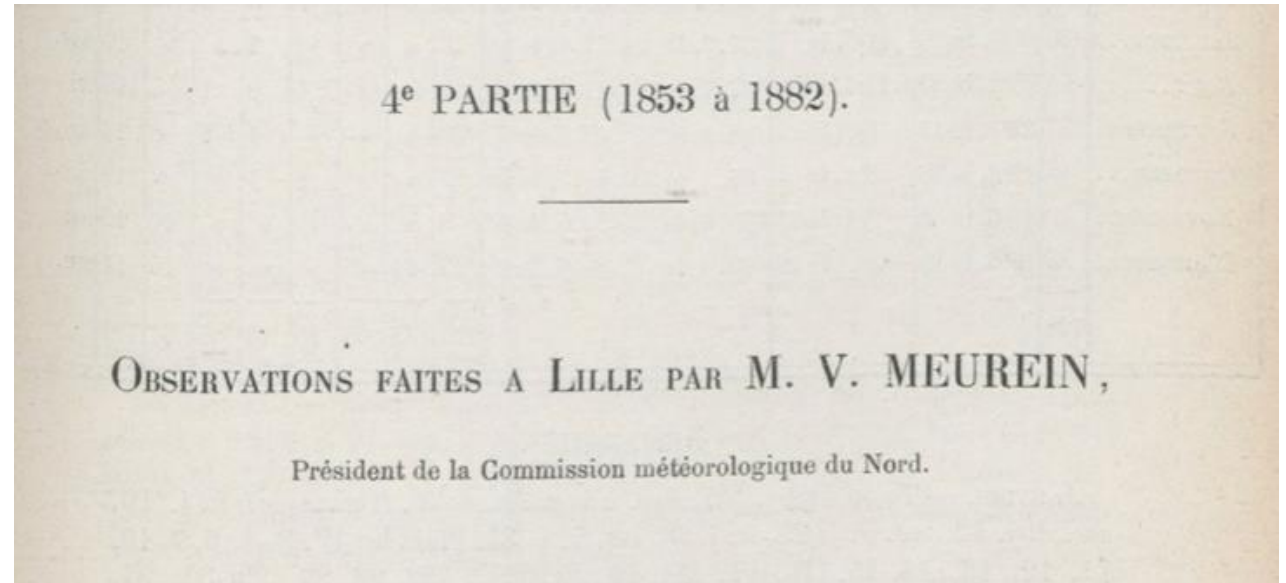 4e PARTIE (1853 à 1882).
OBSERVATIONS FAITES A LILLE PAR M. V. MEUREIN,
Président de la Commission météorologique du Nord.